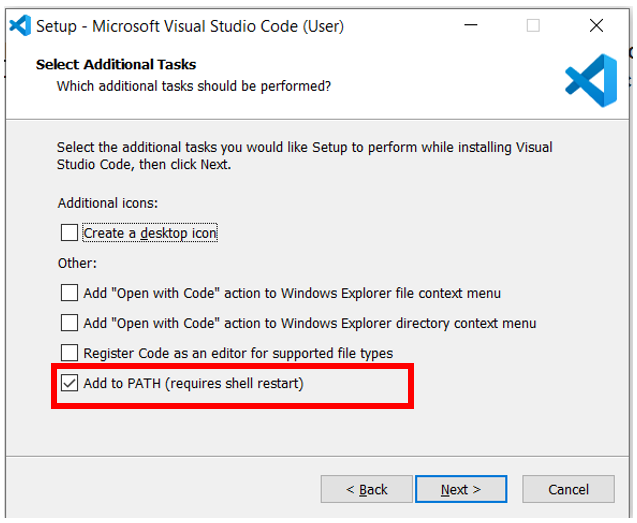 Setup - Microsoft Visual Studio Code (User)
Select Additional Tasks
Which additional tasks should be performed?
Select the additional tasks you would like Setup to perform while installing Visual
Studio Code, then click Next.
Additional icons:
Create a desktop icon
Other:
Add "Open with Code" action to Windows Explorer file context menu
Add "Open with Code" action to Windows Explorer directory context menu
Register Code as an editor for supported file types
Add to PATH (requires shell restart)
< Back
Next >
Cancel